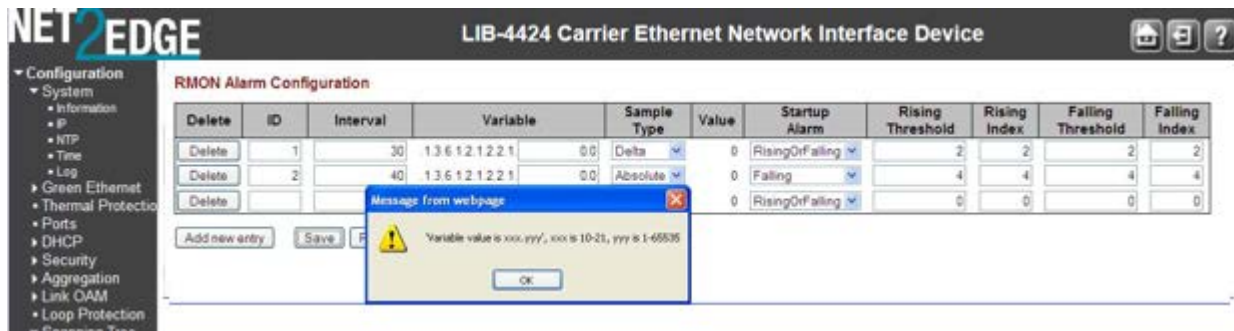 NET2EDGE
LIB-4424 Carrier Ethernet Network Interface Device
Configuration
System
Information
IP
NTP
Time
Log
Green Ethernet
Thermal Protectio
Ports
DHCP
Security
Aggregation
Link OAM
Loop Protection
Spanning Tree
RMON Alarm Configuration
Delete ID Interval Variable Sample Type Value Startup Alarm Rising Threshold Rising Index Falling Threshold Falling Index
Delete 1 30 .1.3.6.1.2.1.2.2.1. 0.0 Delta 0 RisingOrFalling 2 2 2 2
Delete 2 40 .1.3.6.1.2.1.2.2.1. 0.0 Absolute 0 Falling 4 4 4 4
Delete 0 RisingOrFalling 0 0 0 0
Message from webpage
'Variable value is xxx.yyy', xxx is 10-21, yyy is 1-65535
OK
Add new entry Save